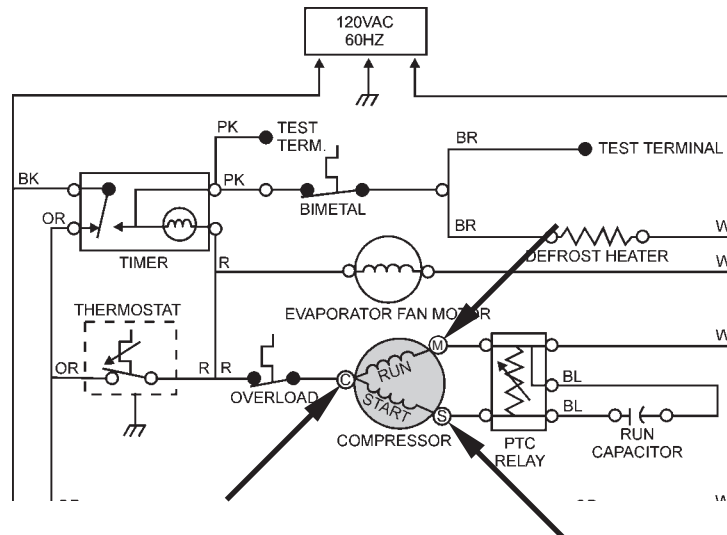 120VAC
60HZ
PK
TEST
TERM.
BR
TEST TERMINAL
BK
PK
BIMETAL
OR
BR
W
TIMER
DEFROST HEATER
R
W
EVAPORATOR FAN MOTOR
THERMOSTAT
M
W
RUN
OR
R
R
C
BL
OVERLOAD
START
S
BL
COMPRESSOR
PTC
RELAY
RUN
CAPACITOR